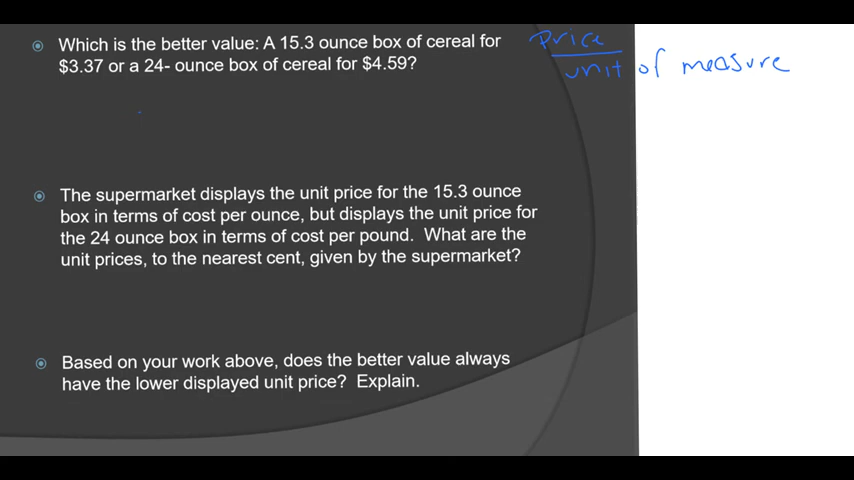 Which is the better value: A 15.3 ounce box of cereal for
$3.37 or a 24- ounce box of cereal for $4.59?
Price
unit of measure
The supermarket displays the unit price for the 15.3 ounce
box in terms of cost per ounce, but displays the unit price for
the 24 ounce box in terms of cost per pound. What are the
unit prices, to the nearest cent, given by the supermarket?
Based on your work above, does the better value always
have the lower displayed unit price? Explain.